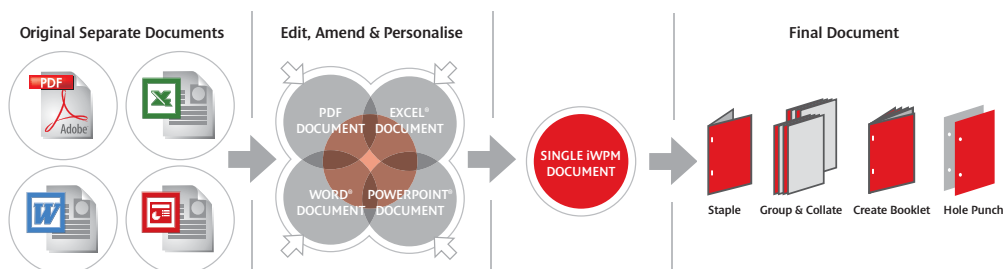 Original Separate Documents
Edit, Amend & Personalise
Final Document
PDF
Adobe
X
W
PDF
DOCUMENT
EXCEL®
DOCUMENT
WORD®
DOCUMENT
POWERPOINT®
DOCUMENT
SINGLE iWPM
DOCUMENT
Staple
Group & Collate
Create Booklet
Hole Punch